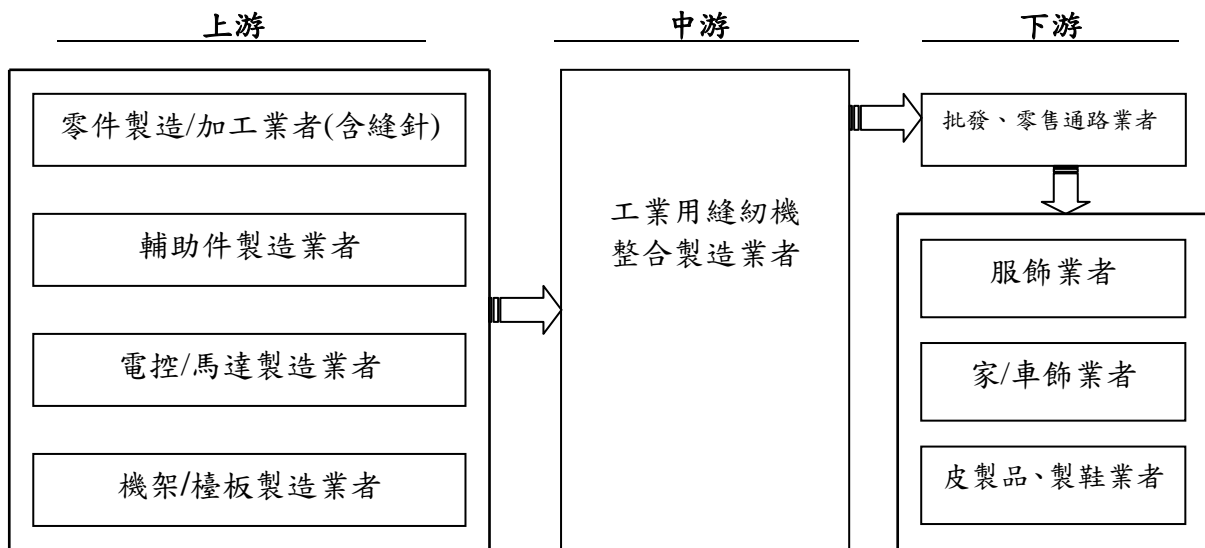 上游
中游
下游
零件製造/加工業者(含縫針)
輔助件製造業者
電控/馬達製造業者
機架/檯板製造業者
工業用縫紉機
整合製造業者
批發、零售通路業者
服飾業者
家/車飾業者
皮製品、製鞋業者